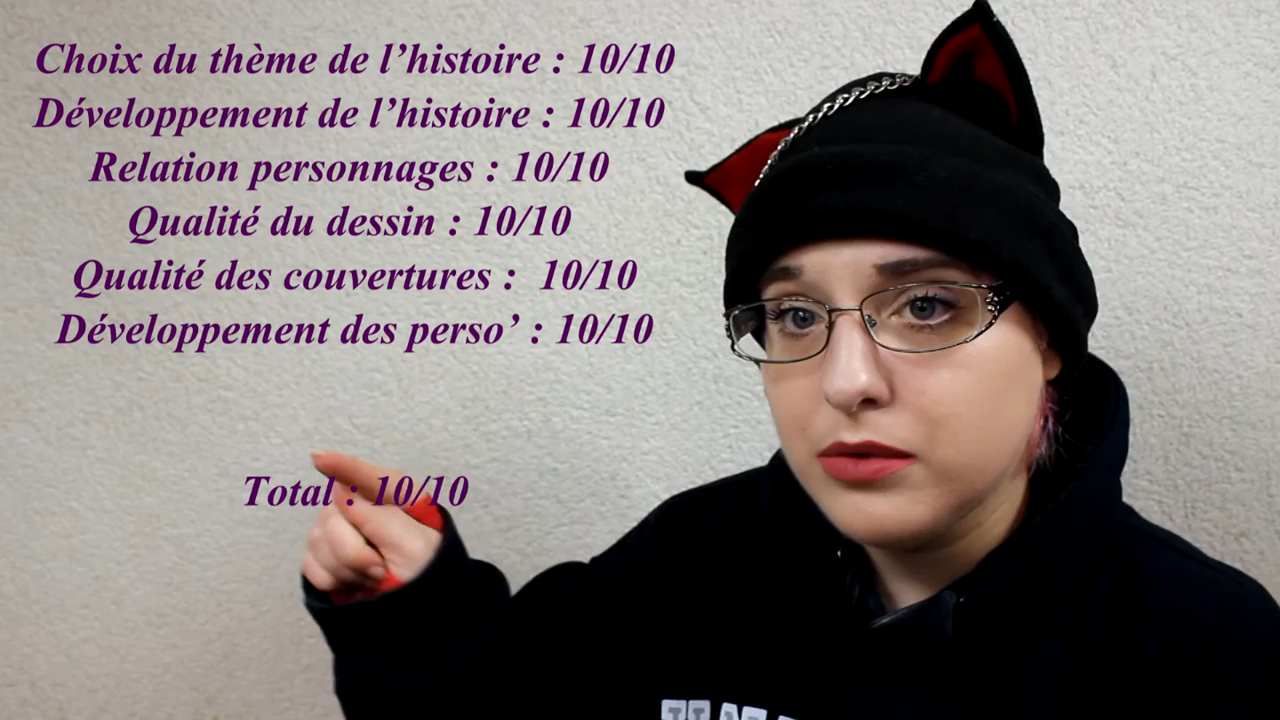 Choix du thème de l’histoire : 10/10
Développement de l’histoire : 10/10
Relation personnages : 10/10
Qualité du dessin : 10/10
Qualité des couvertures : 10/10
Développement des perso’ : 10/10
Total : 10/10